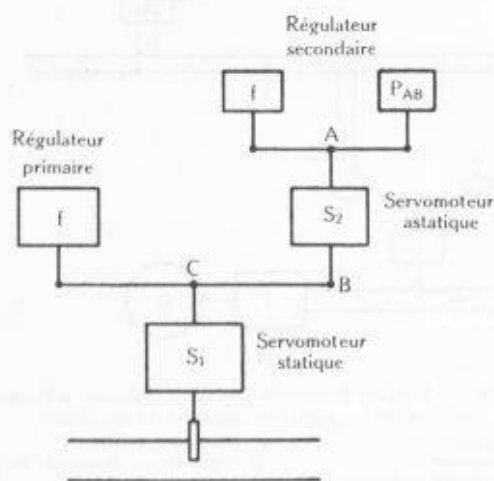 Régulateur
secondaire
f
P_AB
A
Régulateur
primaire
f
S₂
Servomoteur
astatique
C
B
S₁
Servomoteur
statique